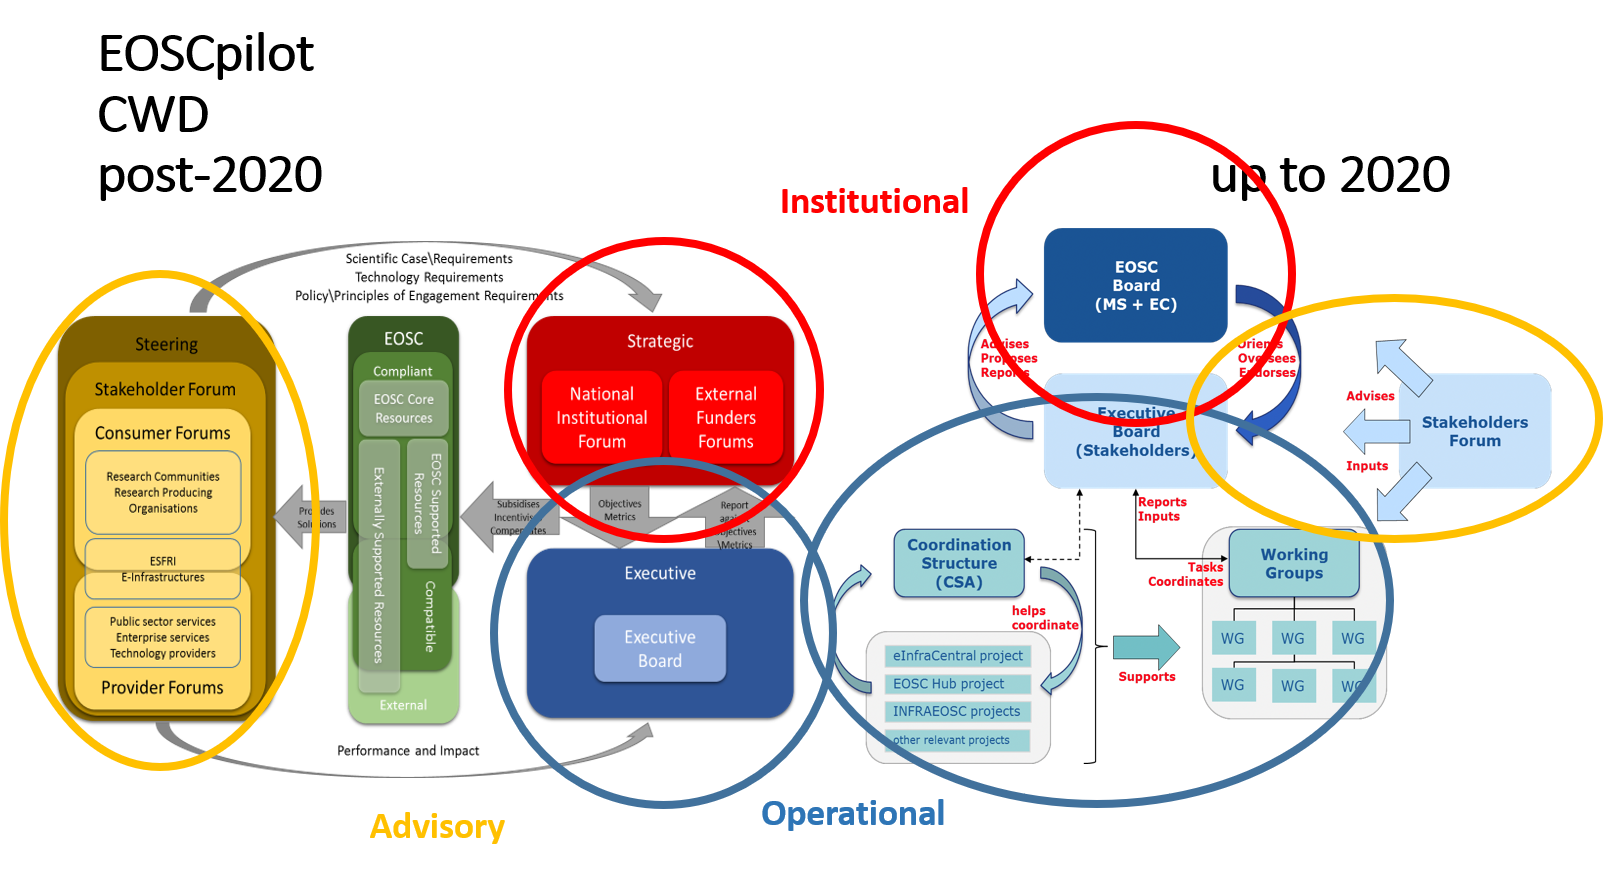 EOSCpilot
CWD
post-2020
up to 2020
Institutional
Scientific Case\Requirements
Technology Requirements
Policy\Principles of Engagement Requirements
Steering
Stakeholder Forum
Consumer Forums
Research Communities
Research Producing
Organisations
ESFRI
E-Infrastructures
Public sector services
Enterprise services
Technology providers
Provider Forums
Provides
Solutions
EOSC
Compliant
EOSC Core
Resources
Externally Supported Resources
EOSC Supported
Resources
Compatible
External
Subsidises
Incentivises
Compensates
Strategic
National
Institutional
Forum
External
Funders
Forums
Objectives
Metrics
Report
against
Objectives
\Metrics
Executive
Executive
Board
Performance and Impact
Advisory
Operational
EOSC
Board
(MS + EC)
Advises
Proposes
Reports
Orients
Oversees
Endorses
Executive
Board
(Stakeholders)
Advises
Inputs
Stakeholders
Forum
Reports
Inputs
Tasks
Coordinates
Coordination
Structure
(CSA)
helps
coordinate
eInfraCentral project
EOSC Hub project
INFRAEOSC projects
other relevant projects
Supports
Working
Groups
WG WG WG
WG WG WG